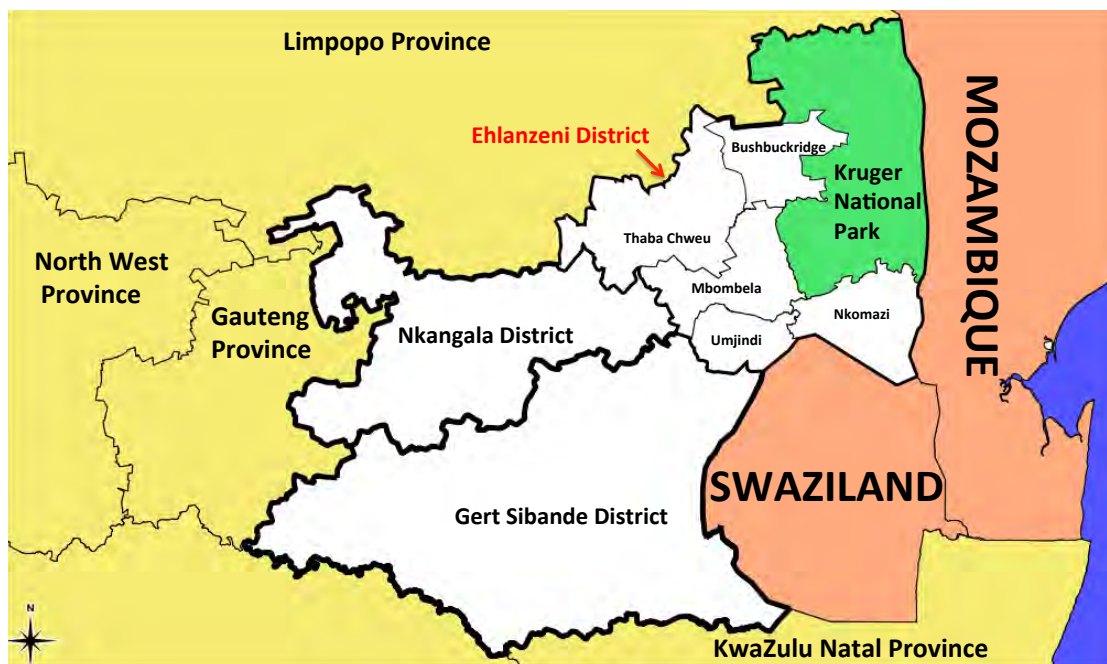 Limpopo Province
Ehlanzeni District
Bushbuckridge
Kruger
National
Park
MOZAMBIQUE
Thaba Chweu
North West
Province
Mbombela
Gauteng
Province
Nkangala District
Umjindi
Nkomazi
SWAZILAND
Gert Sibande District
N
KwaZulu Natal Province